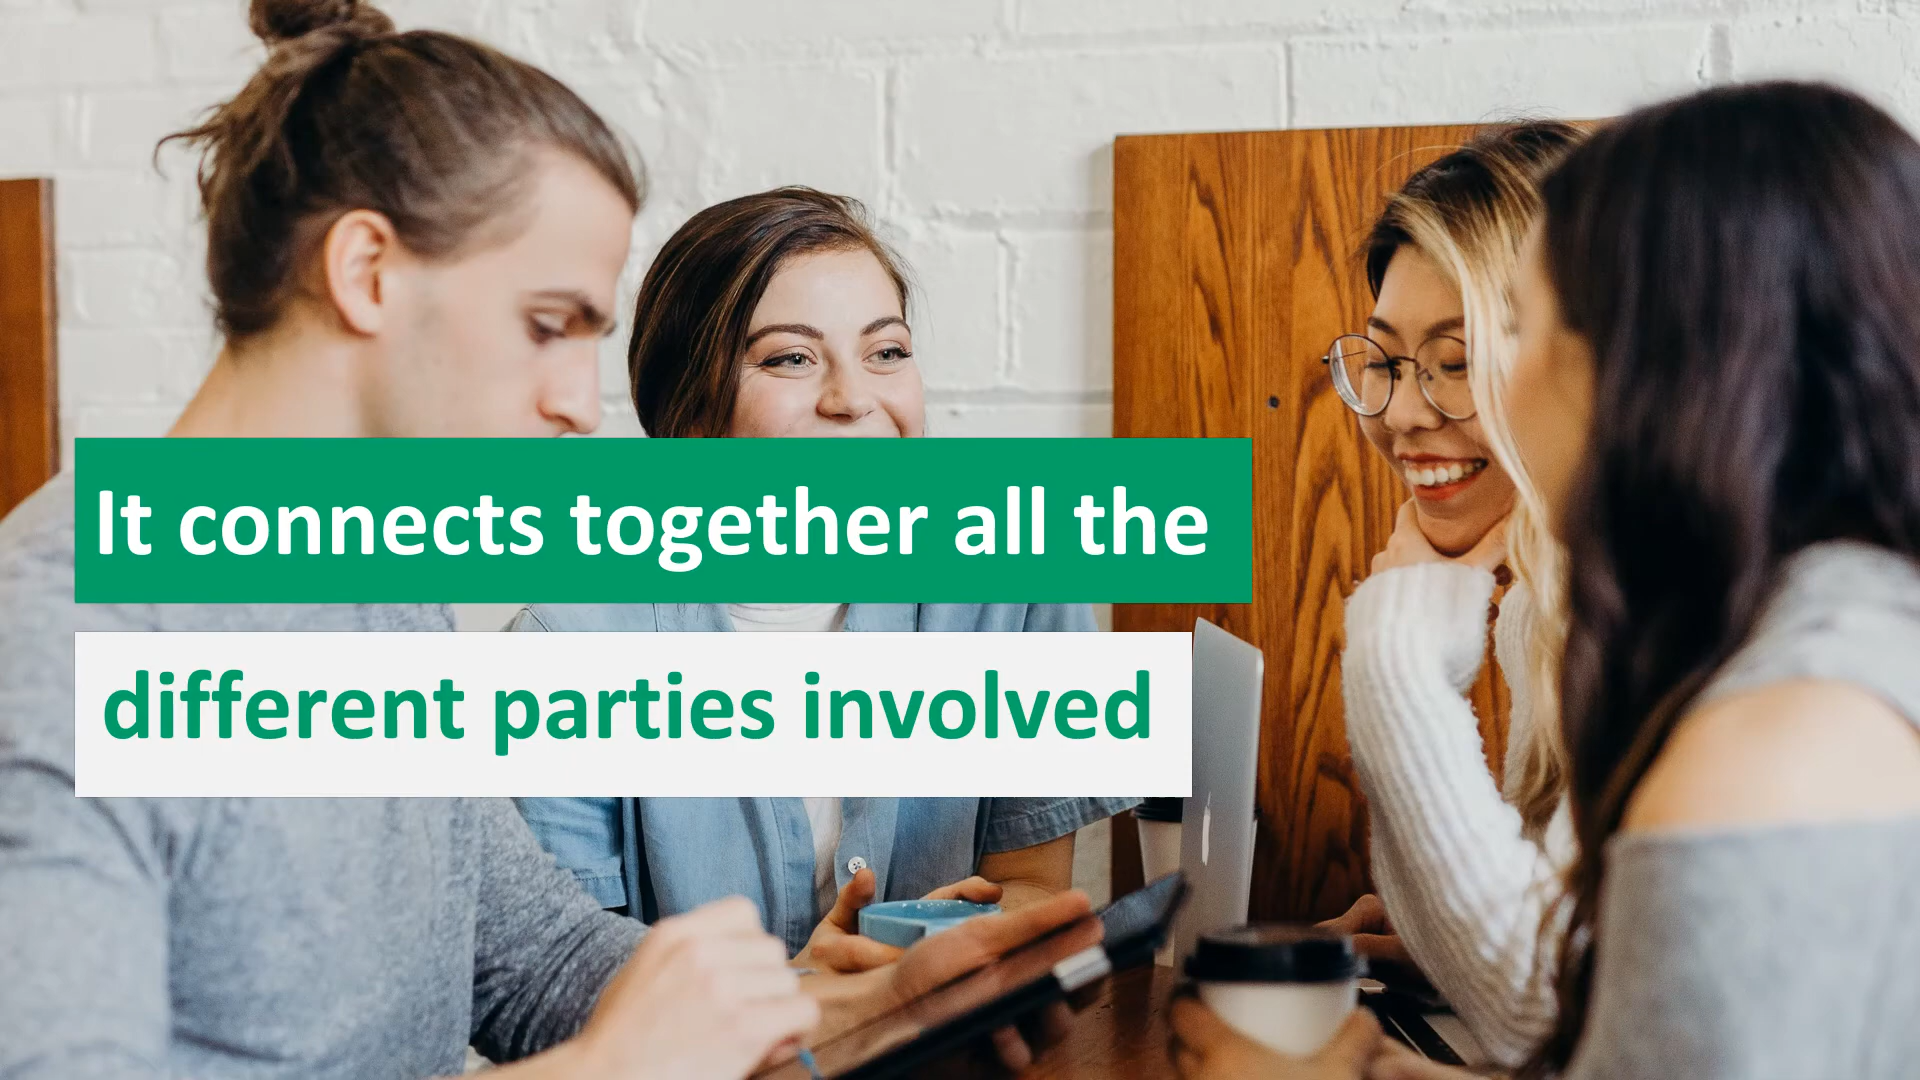 It connects together all the
different parties involved